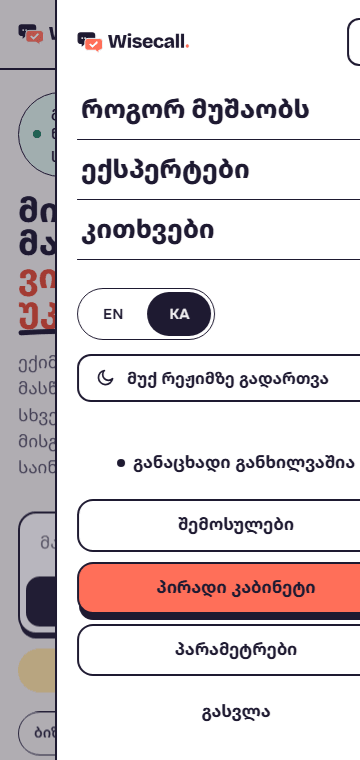 Wisecall.
როგორ მუშაობს
ექსპერტები
კითხვები
EN
KA
მუქ რეჟიმზე გადართვა
განაცხადი განხილვაშია
შემოსულები
პირადი კაბინეტი
პარამეტრები
გასვლა